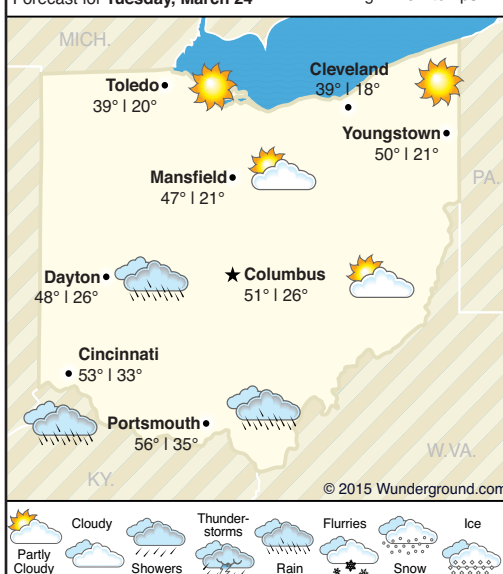 Forecast for Tuesday, March 24
MICH.
Cleveland
39° | 18°
Toledo
39° | 20°
Youngstown
50° | 21°
Mansfield
47° | 21°
PA.
Dayton
48° | 26°
Columbus
51° | 26°
Cincinnati
53° | 33°
Portsmouth
56° | 35°
W.VA.
KY.
© 2015 Wunderground.com
Partly
Cloudy
Cloudy
Showers
Thunder-
storms
Rain
Flurries
Snow
Ice